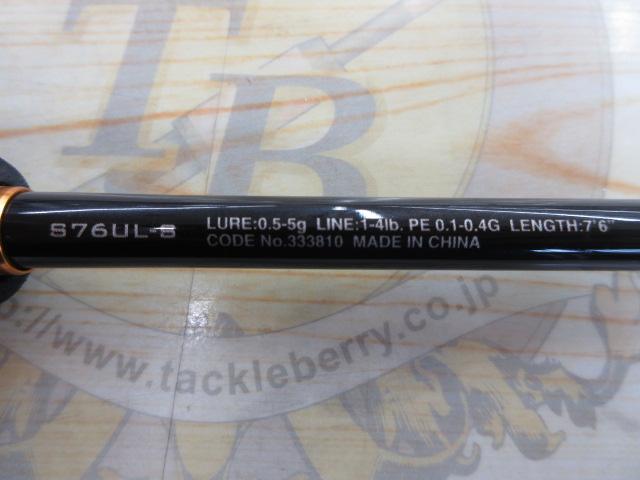 TB
S76UL-S LURE:0.5-5g LINE:1-4lb. PE 0.1-0.4G LENGTH:7'6"
CODE No.333810 MADE IN CHINA
http://www.tackleberry.co.jp